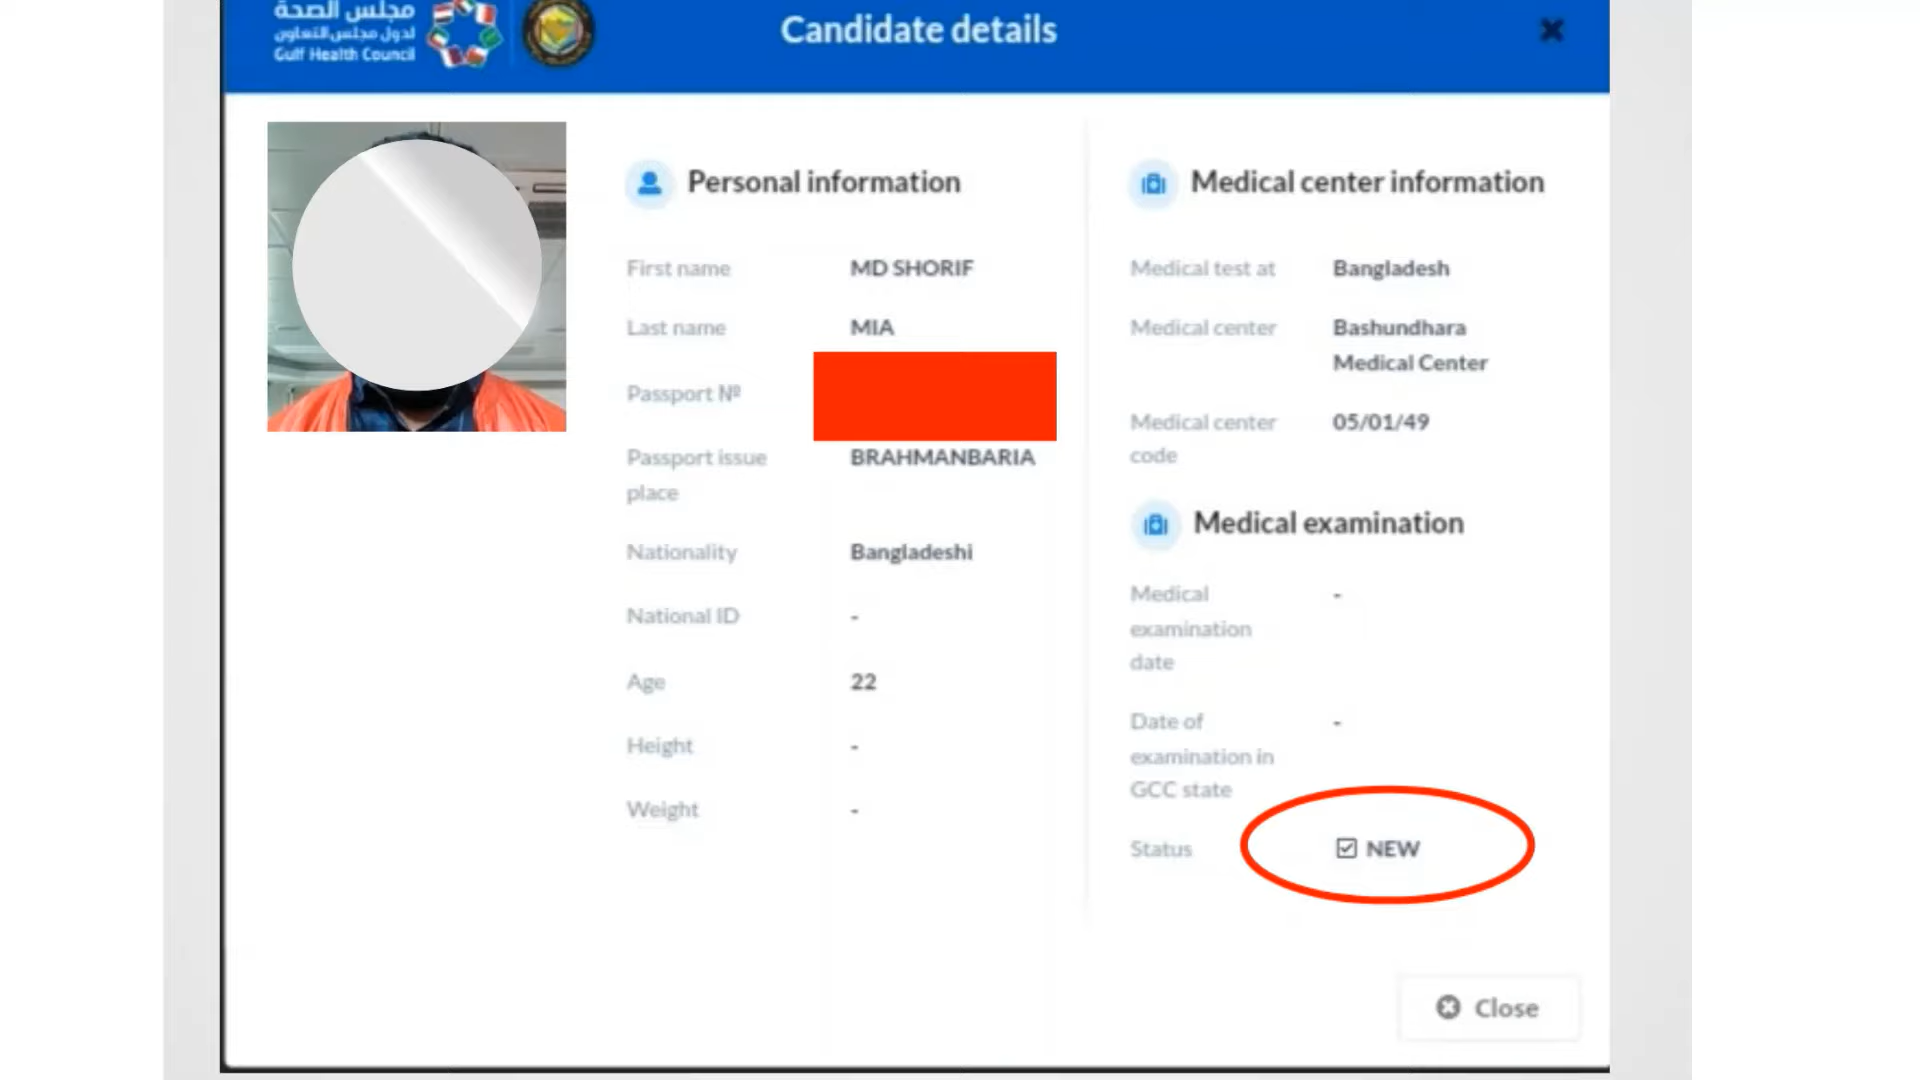 مجلس الصحة
لدول مجلس التعاون
Gulf Health Council
Candidate details
Personal information
First name MD SHORIF
Last name MIA
Passport Nº
Passport issue BRAHMANBARIA
place
Nationality Bangladeshi
National ID -
Age 22
Height -
Weight -
Medical center information
Medical test at Bangladesh
Medical center Bashundhara
Medical Center
Medical center 05/01/49
code
Medical examination
Medical -
examination
date
Date of -
examination in
GCC state
Status NEW
Close